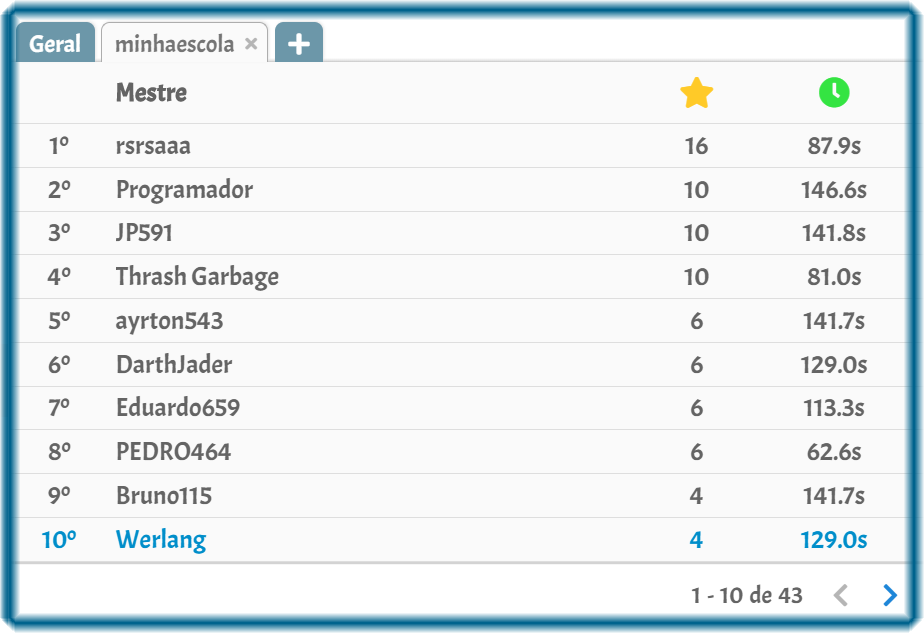 Geral minhaescola × +
Mestre
1º rsrsaaa 16 87.9s
2º Programador 10 146.6s
3º JP591 10 141.8s
4º Thrash Garbage 10 81.0s
5º ayrton543 6 141.7s
6º DarthJader 6 129.0s
7º Eduardo659 6 113.3s
8º PEDRO464 6 62.6s
9º Bruno115 4 141.7s
10º Werlang 4 129.0s
1 - 10 de 43